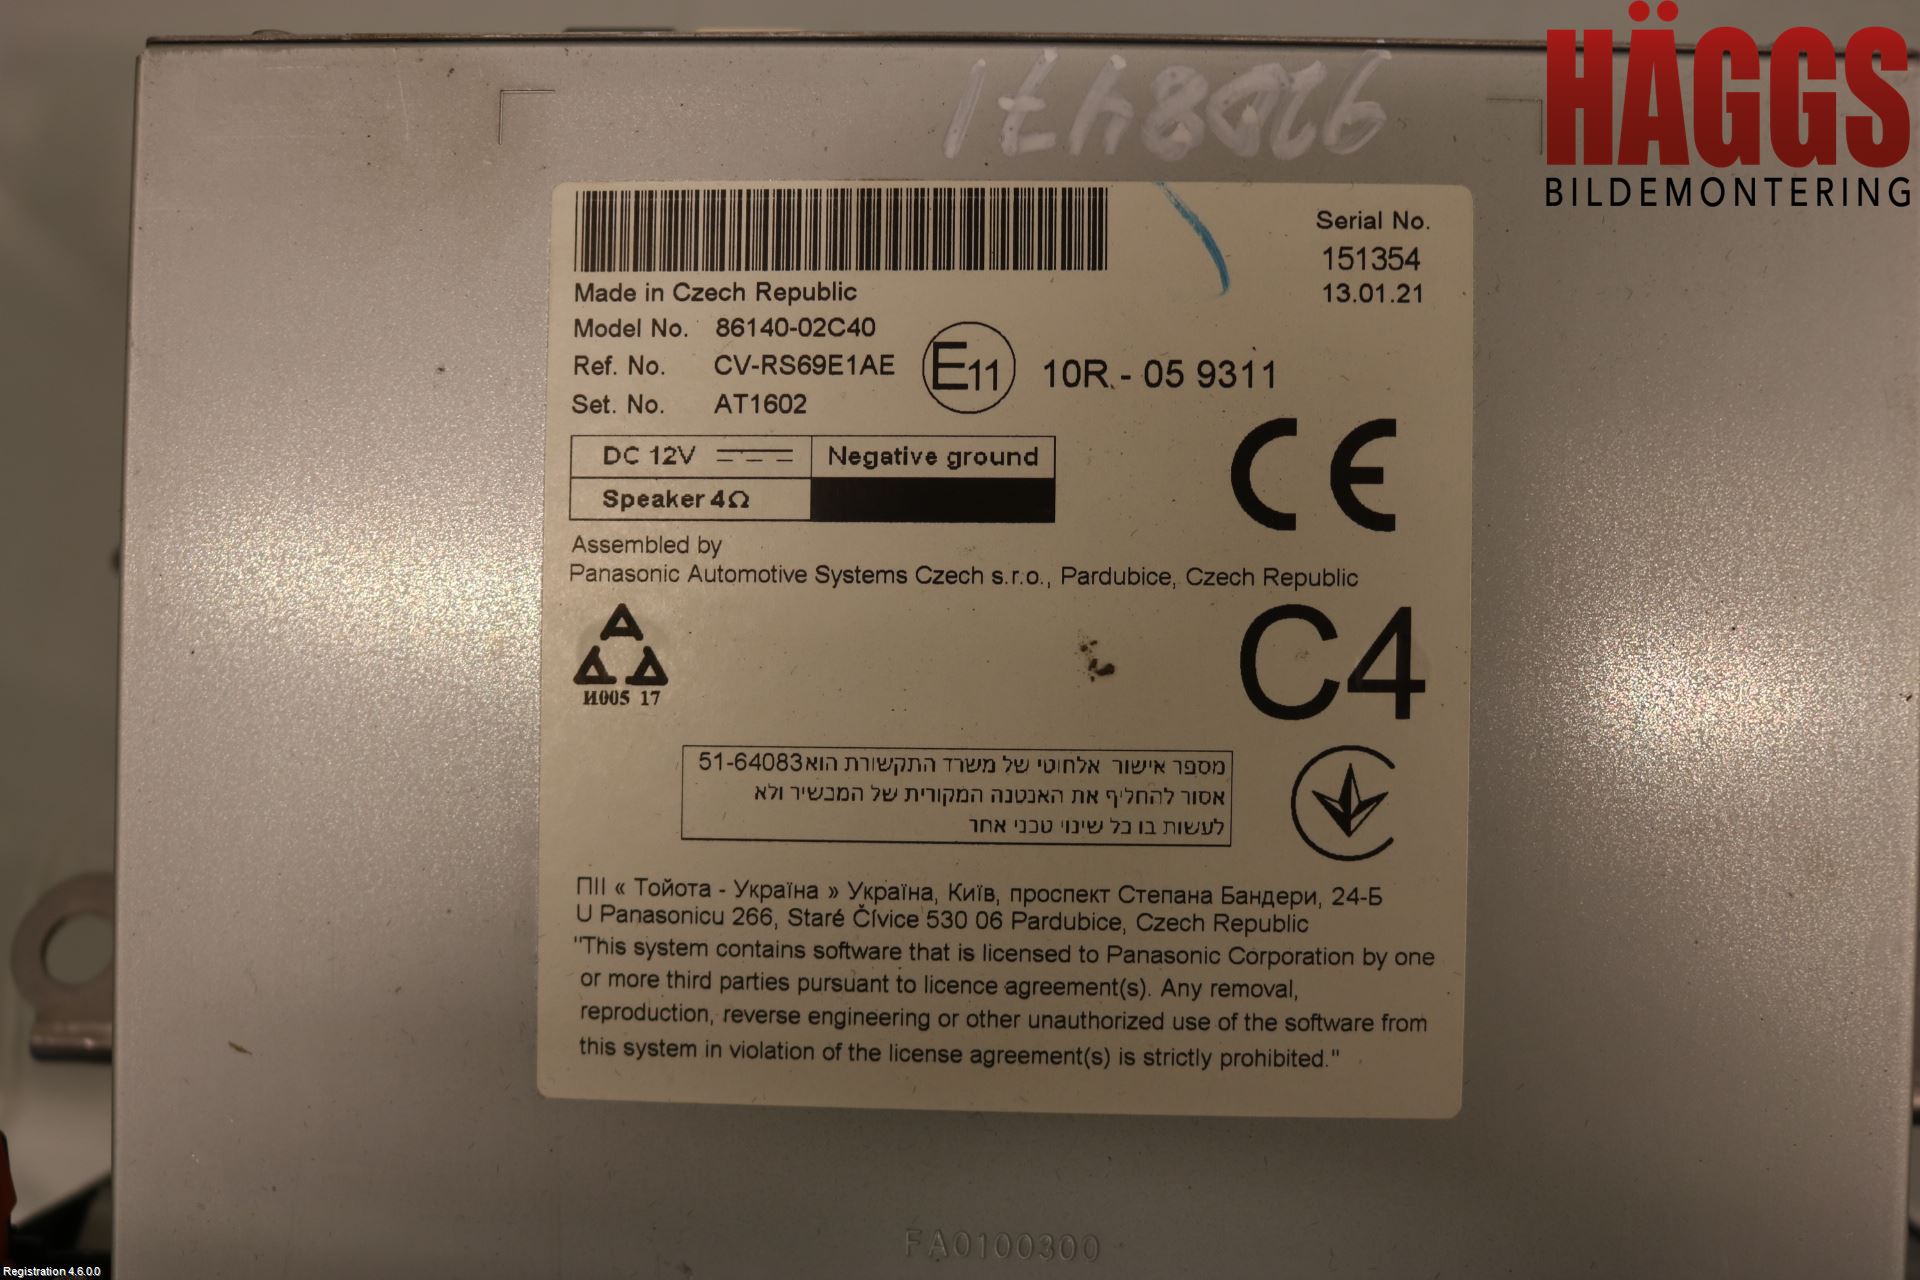 HÄGGS
BILDEMONTERING
Serial No.
151354
13.01.21
Made in Czech Republic
Model No. 86140-02C40
Ref. No. CV-RS69E1AE
Set. No. AT1602
E11 10R - 05 9311
DC 12V Negative ground
Speaker 4Ω
CE
Assembled by
Panasonic Automotive Systems Czech s.r.o., Pardubice, Czech Republic
И005 17
C4
מספר אישור אלחוטי של משרד התקשורת הוא 51-64083
אסור להחליף את האנטנה המקורית של המכשיר ולא
לעשות בו כל שינוי טכני אחר
ПІІ « Тойота - Україна » Україна, Київ, проспект Степана Бандери, 24-Б
U Panasonicu 266, Staré Čívice 530 06 Pardubice, Czech Republic
"This system contains software that is licensed to Panasonic Corporation by one
or more third parties pursuant to licence agreement(s). Any removal,
reproduction, reverse engineering or other unauthorized use of the software from
this system in violation of the license agreement(s) is strictly prohibited."
FA0100300
Registration 4.6.0.0